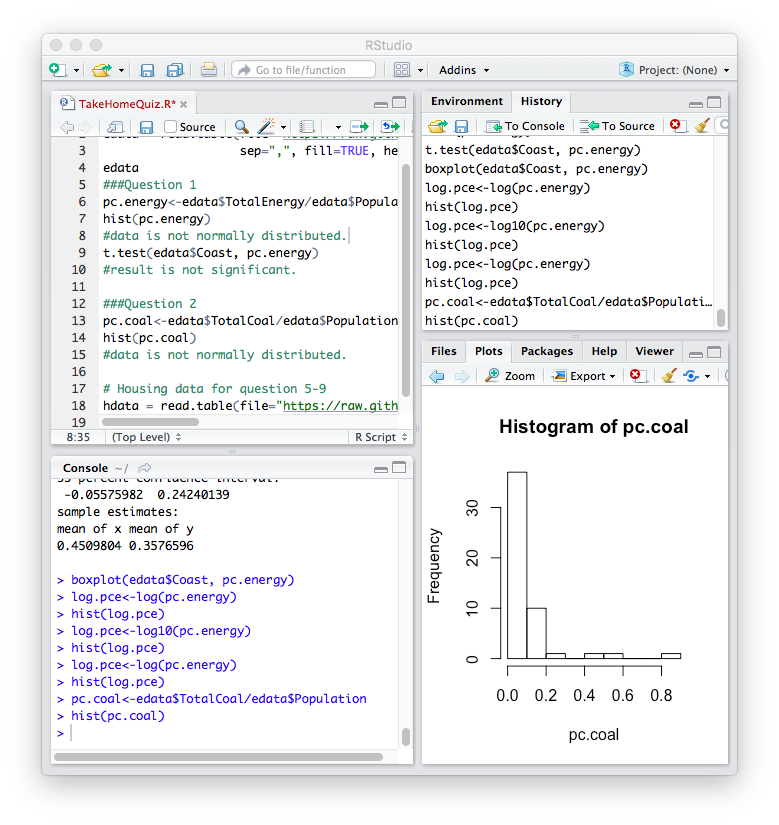 RStudio
Go to file/function
Addins
Project: (None)
TakeHomeQuiz.R*
Source
3 sep=",", fill=TRUE, he
4 edata
5 ###Question 1
6 pc.energy<-edata$TotalEnergy/edata$Popula
7 hist(pc.energy)
8 #data is not normally distributed.
9 t.test(edata$Coast, pc.energy)
10 #result is not significant.
11
12 ###Question 2
13 pc.coal<-edata$TotalCoal/edata$Population
14 hist(pc.coal)
15 #data is not normally distributed.
16
17 # Housing data for question 5-9
18 hdata = read.table(file="https://raw.gith
19
8:35 (Top Level) R Script
Console ~/
95 percent confidence interval:
-0.05575982 0.24240139
sample estimates:
mean of x mean of y
0.4509804 0.3576596
> boxplot(edata$Coast, pc.energy)
> log.pce<-log(pc.energy)
> hist(log.pce)
> log.pce<-log10(pc.energy)
> hist(log.pce)
> log.pce<-log(pc.energy)
> hist(log.pce)
> pc.coal<-edata$TotalCoal/edata$Population
> hist(pc.coal)
>
Environment History
To Console To Source
t.test(edata$Coast, pc.energy)
boxplot(edata$Coast, pc.energy)
log.pce<-log(pc.energy)
hist(log.pce)
log.pce<-log10(pc.energy)
hist(log.pce)
log.pce<-log(pc.energy)
hist(log.pce)
pc.coal<-edata$TotalCoal/edata$Populati…
hist(pc.coal)
Files Plots Packages Help Viewer
Zoom Export
Histogram of pc.coal
Frequency
30
20
10
0
0.0 0.2 0.4 0.6 0.8
pc.coal